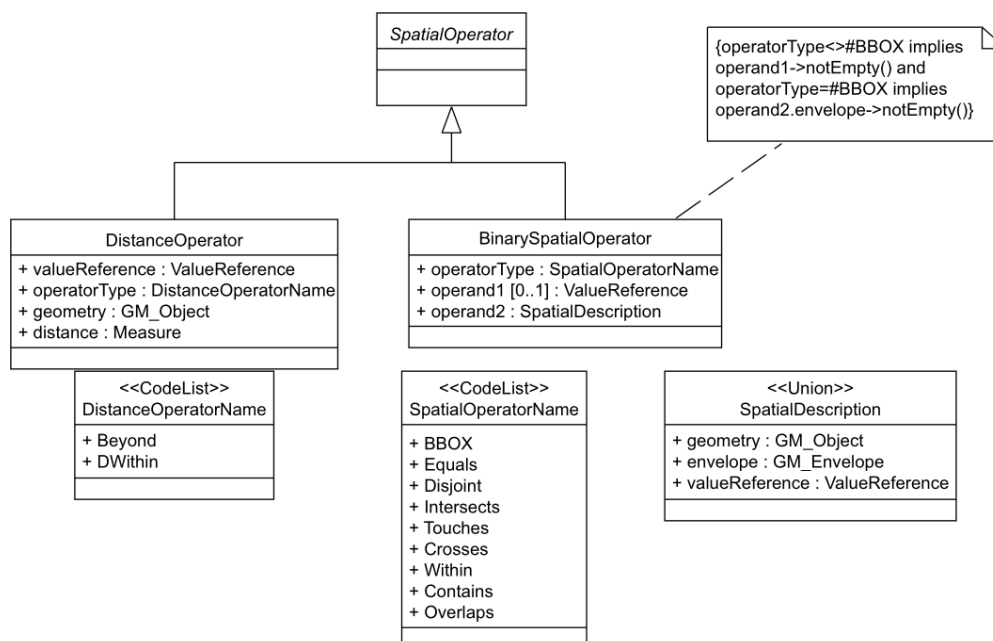 SpatialOperator
{operatorType<>#BBOX implies
operand1->notEmpty() and
operatorType=#BBOX implies
operand2.envelope->notEmpty()}
DistanceOperator
+ valueReference : ValueReference
+ operatorType : DistanceOperatorName
+ geometry : GM_Object
+ distance : Measure
BinarySpatialOperator
+ operatorType : SpatialOperatorName
+ operand1 [0..1] : ValueReference
+ operand2 : SpatialDescription
<<CodeList>>
DistanceOperatorName
+ Beyond
+ DWithin
<<CodeList>>
SpatialOperatorName
+ BBOX
+ Equals
+ Disjoint
+ Intersects
+ Touches
+ Crosses
+ Within
+ Contains
+ Overlaps
<<Union>>
SpatialDescription
+ geometry : GM_Object
+ envelope : GM_Envelope
+ valueReference : ValueReference